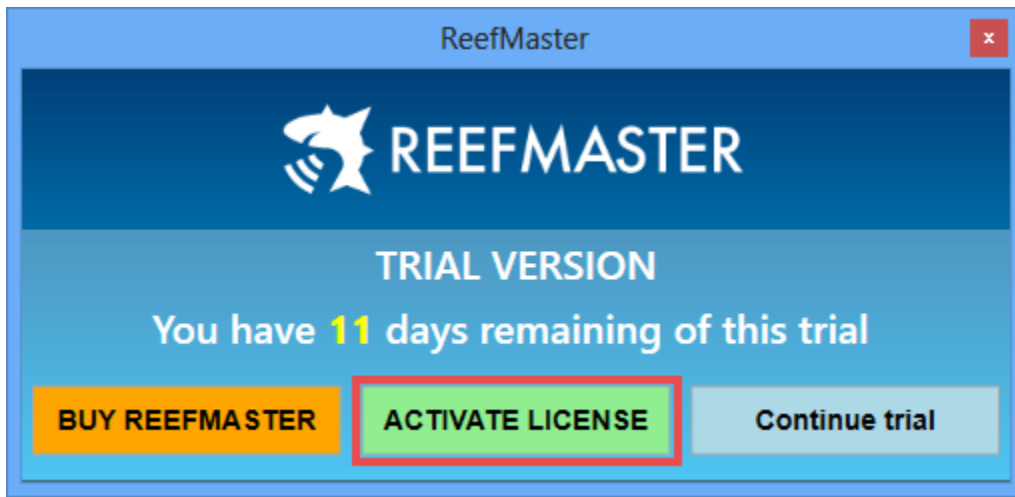 ReefMaster
x
REEFMASTER
TRIAL VERSION
You have 11 days remaining of this trial
BUY REEFMASTER
ACTIVATE LICENSE
Continue trial